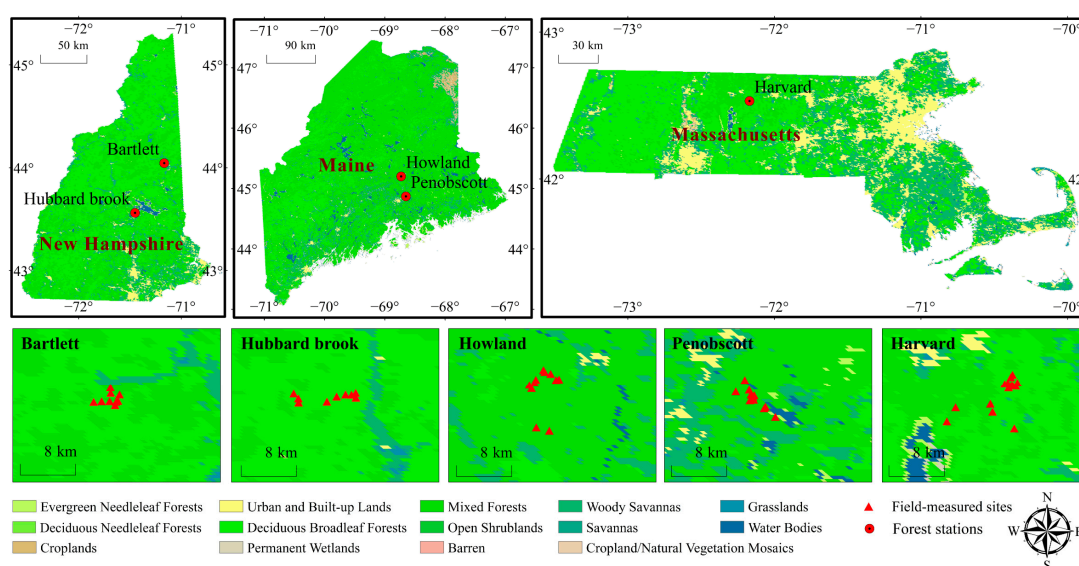 −72° −71°
50 km
45°
Bartlett
44°
Hubbard brook
New Hampshire
43°
−72° −71°
−71° −70° −69° −68° −67°
90 km
47°
46°
Maine
Howland
Penobscott
45°
44°
45°
44°
43°
−71° −70° −69° −68° −67°
−73° −72° −71° −70°
30 km
47°
Harvard
46°
Massachusetts
45°
42°
42°
44°
−73° −72° −71° −70°
Bartlett
8 km
Hubbard brook
8 km
Howland
8 km
Penobscott
8 km
Harvard
8 km
Evergreen Needleleaf Forests
Urban and Built-up Lands
Mixed Forests
Woody Savannas
Grasslands
Field-measured sites
Deciduous Needleleaf Forests
Deciduous Broadleaf Forests
Open Shrublands
Savannas
Water Bodies
Forest stations
Croplands
Permanent Wetlands
Barren
Cropland/Natural Vegetation Mosaics
N
W
S